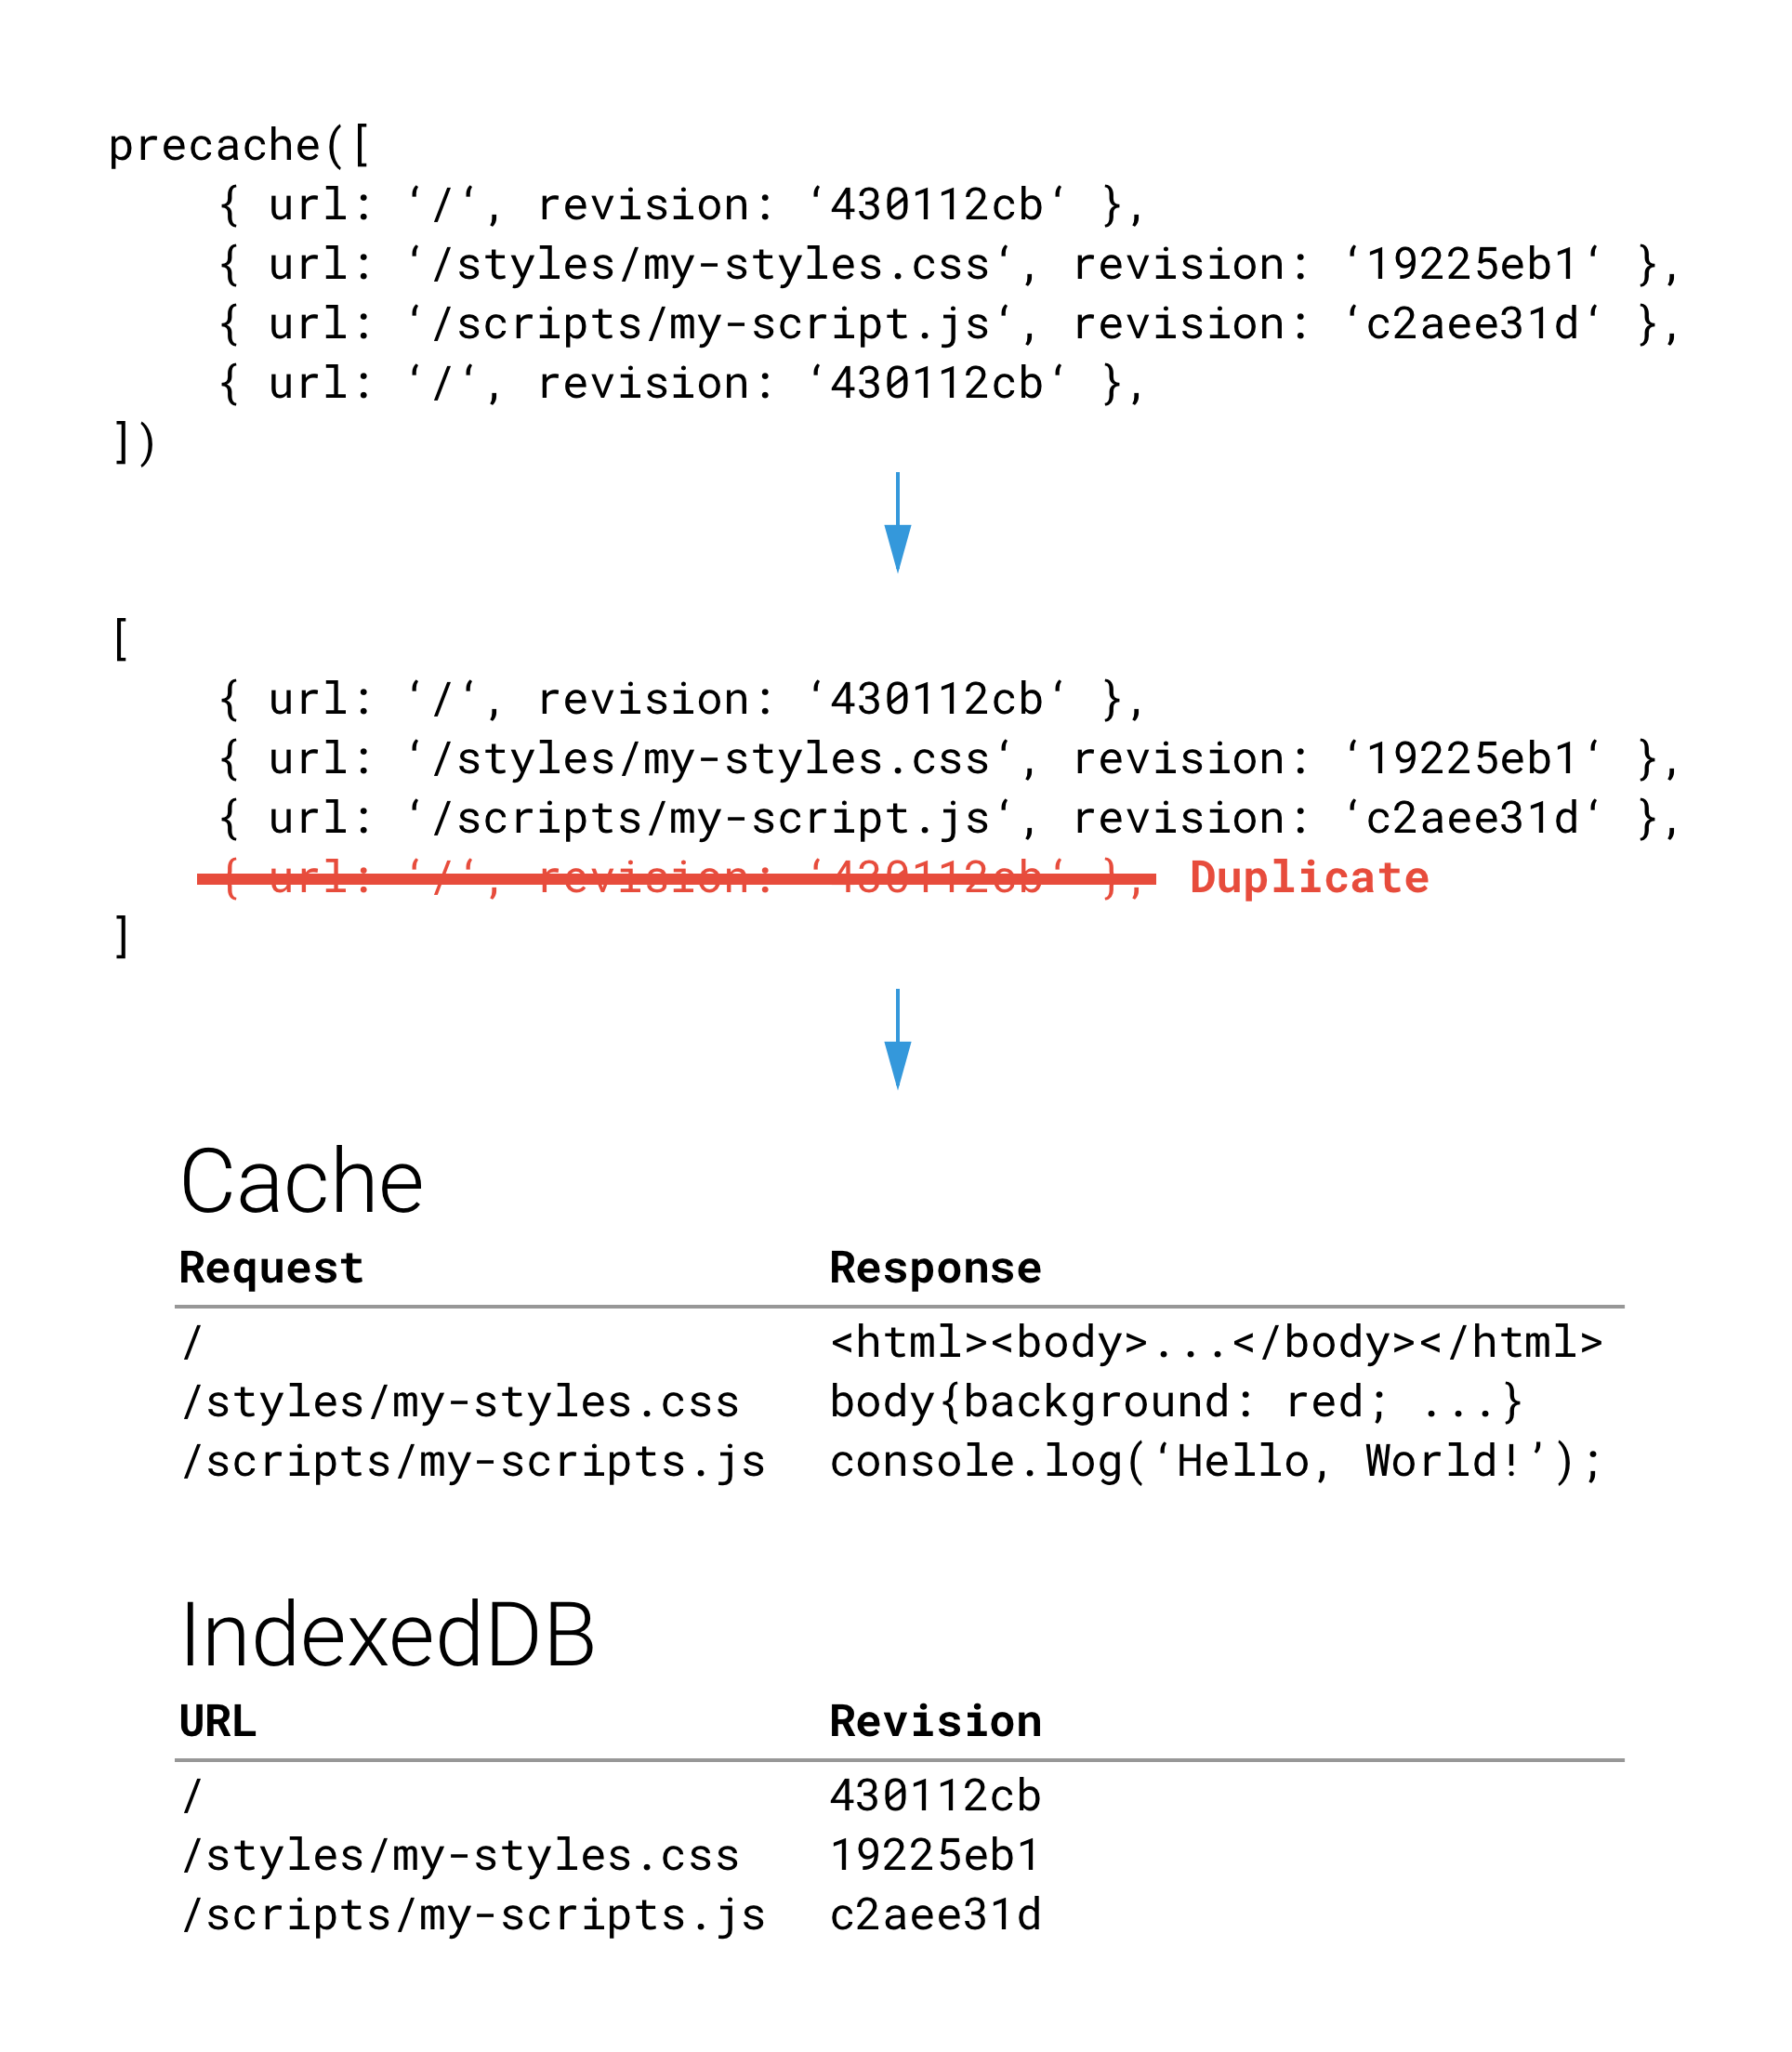 precache([
{ url: ‘/‘, revision: ‘430112cb‘ },
{ url: ‘/styles/my-styles.css‘, revision: ‘19225eb1‘ },
{ url: ‘/scripts/my-script.js‘, revision: ‘c2aee31d‘ },
{ url: ‘/‘, revision: ‘430112cb‘ },
])
[
{ url: ‘/‘, revision: ‘430112cb‘ },
{ url: ‘/styles/my-styles.css‘, revision: ‘19225eb1‘ },
{ url: ‘/scripts/my-script.js‘, revision: ‘c2aee31d‘ },
{ url: ‘/‘, revision: ‘430112cb‘ }, Duplicate
]
Cache
Request Response
/ <html><body>...</body></html>
/styles/my-styles.css body{background: red; ...}
/scripts/my-scripts.js console.log(‘Hello, World!’);
IndexedDB
URL Revision
/ 430112cb
/styles/my-styles.css 19225eb1
/scripts/my-scripts.js c2aee31d